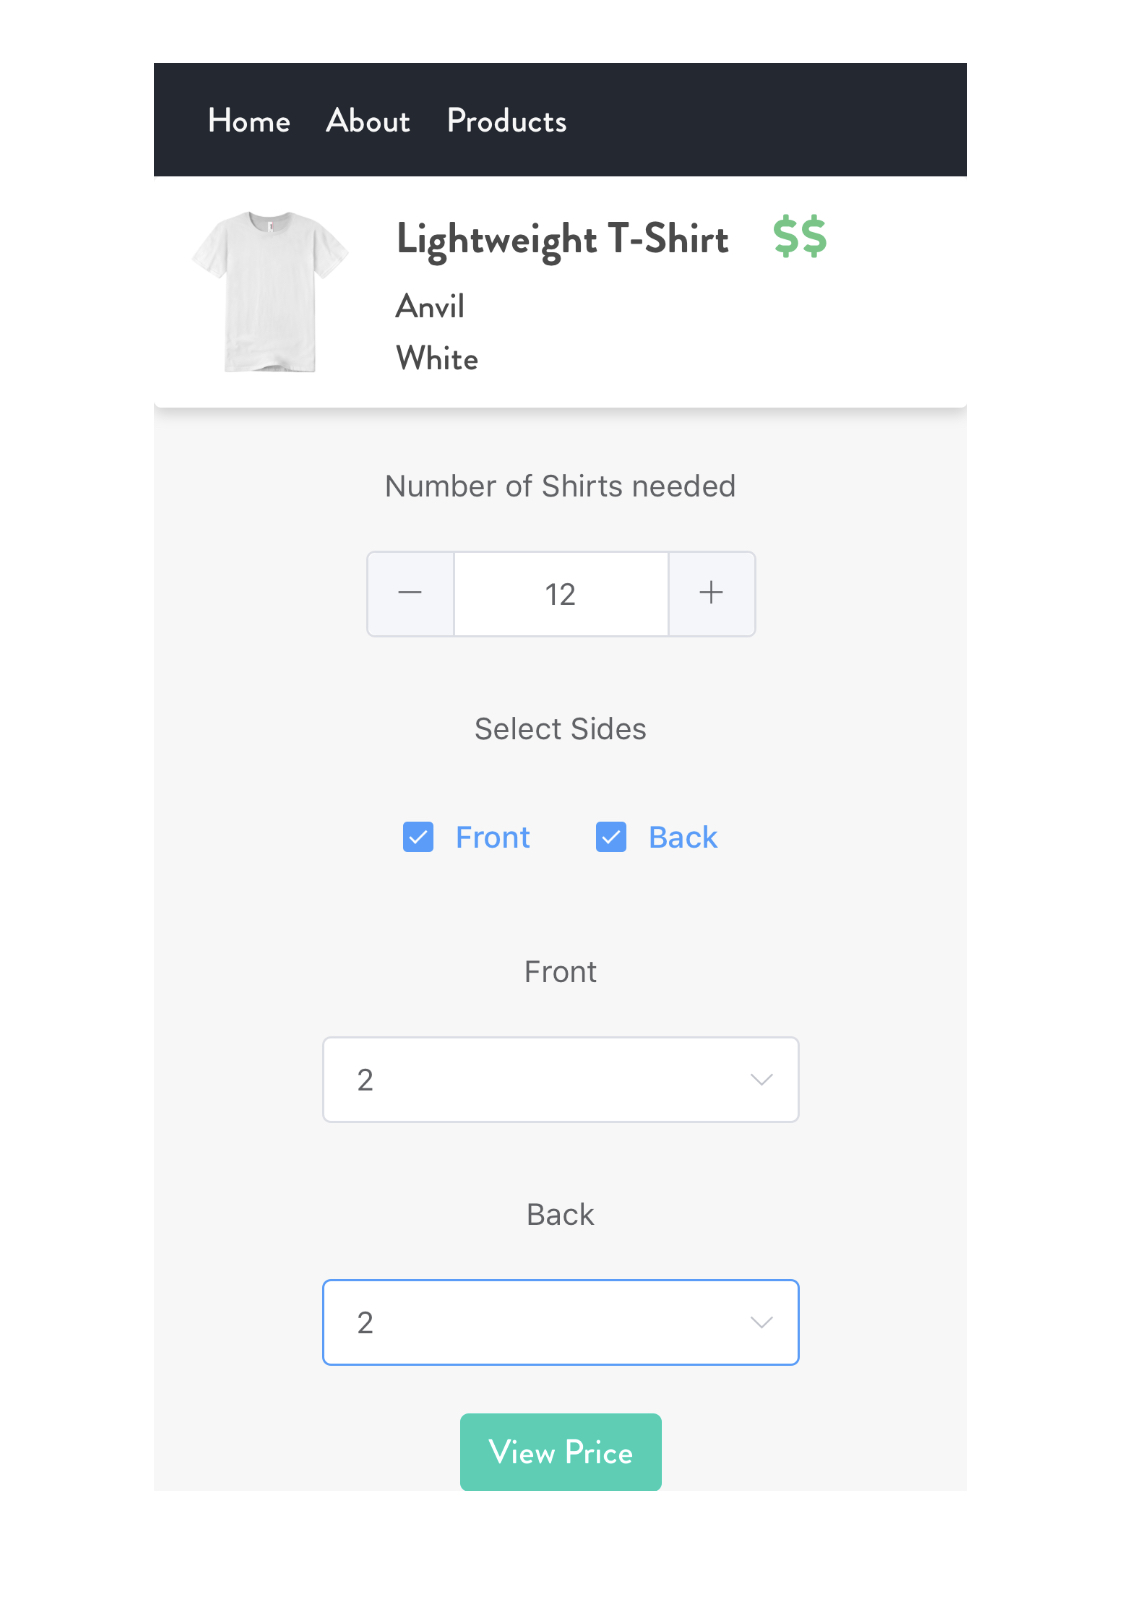 Home About Products
Lightweight T-Shirt $$
Anvil
White
Number of Shirts needed
12
Select Sides
Front Back
Front
2
Back
2
View Price